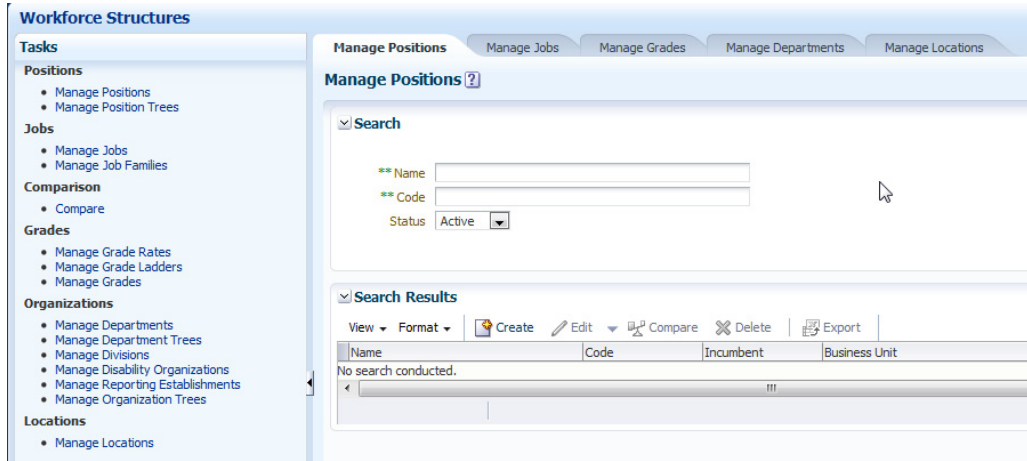 Workforce Structures
Tasks
Positions
Manage Positions
Manage Position Trees
Jobs
Manage Jobs
Manage Job Families
Comparison
Compare
Grades
Manage Grade Rates
Manage Grade Ladders
Manage Grades
Organizations
Manage Departments
Manage Department Trees
Manage Divisions
Manage Disability Organizations
Manage Reporting Establishments
Manage Organization Trees
Locations
Manage Locations
Manage Positions Manage Jobs Manage Grades Manage Departments Manage Locations
Manage Positions ?
Search
** Name
** Code
Status Active
Search Results
View Format Create Edit Compare Delete Export
Name Code Incumbent Business Unit
No search conducted.